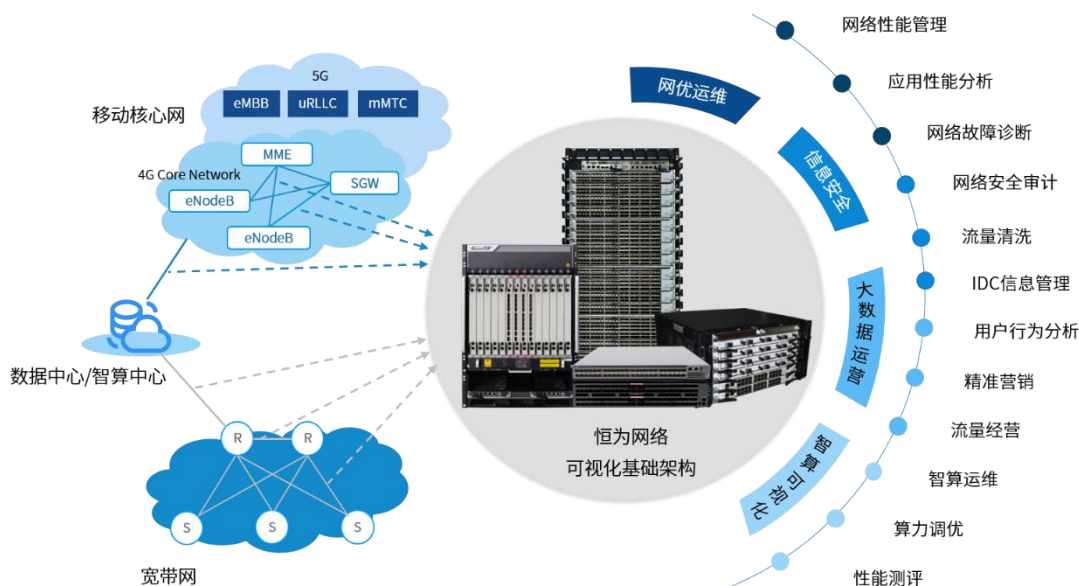 5G
eMBB
uRLLC
mMTC
移动核心网
MME
4G Core Network
SGW
eNodeB
eNodeB
数据中心/智算中心
R
R
S
S
S
宽带网
恒为网络
可视化基础架构
网优运维
信息安全
大数据运营
智算可视化
网络性能管理
应用性能分析
网络故障诊断
网络安全审计
流量清洗
IDC信息管理
用户行为分析
精准营销
流量经营
智算运维
算力调优
性能测评